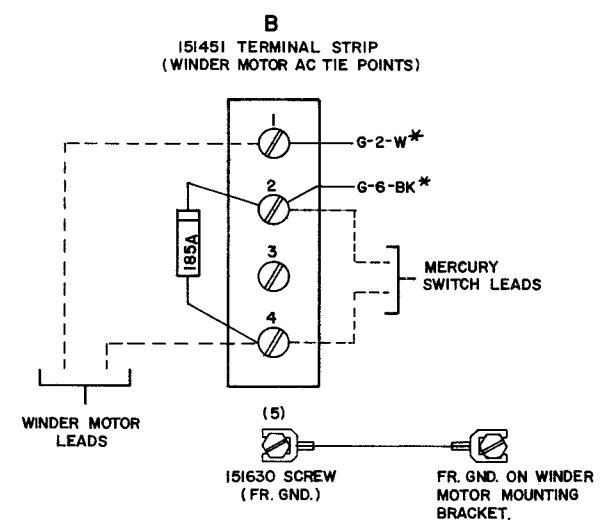 B
151451 TERMINAL STRIP
(WINDER MOTOR AC TIE POINTS)
1
G-2-W*
2
G-6-BK*
185A
3
MERCURY
SWITCH LEADS
4
WINDER MOTOR
LEADS
(5)
151630 SCREW
(FR. GND.)
FR. GND. ON WINDER
MOTOR MOUNTING
BRACKET.